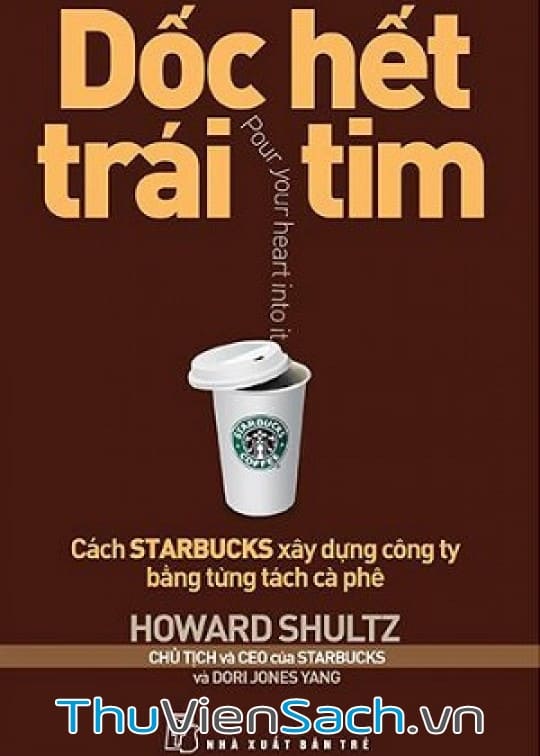 Dốc hết
trái tim
Pour your heart into it
STARBUCKS
COFFEE
Cách STARBUCKS xây dựng công ty
bằng từng tách cà phê
HOWARD SHULTZ
CHỦ TỊCH và CEO của STARBUCKS
và DORI JONES YANG
ThuVienSach.vn
NHÀ XUẤT BẢN TRẺ